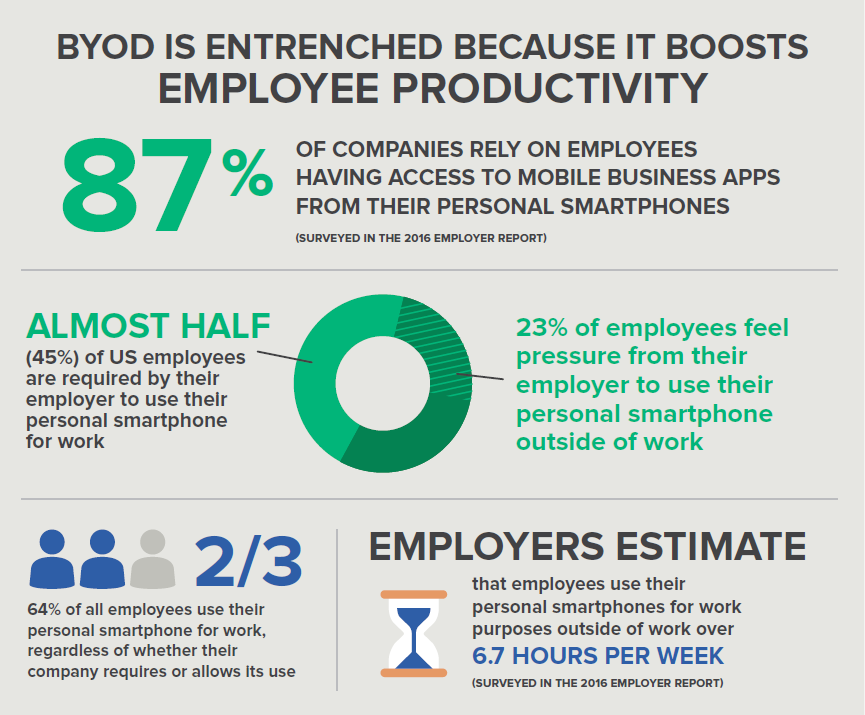 BYOD IS ENTRENCHED BECAUSE IT BOOSTS
EMPLOYEE PRODUCTIVITY
87%
OF COMPANIES RELY ON EMPLOYEES
HAVING ACCESS TO MOBILE BUSINESS APPS
FROM THEIR PERSONAL SMARTPHONES
(SURVEYED IN THE 2016 EMPLOYER REPORT)
ALMOST HALF
(45%) of US employees
are required by their
employer to use their
personal smartphone
for work
23% of employees feel
pressure from their
employer to use their
personal smartphone
outside of work
2/3
64% of all employees use their
personal smartphone for work,
regardless of whether their
company requires or allows its use
EMPLOYERS ESTIMATE
that employees use their
personal smartphones for work
purposes outside of work over
6.7 HOURS PER WEEK
(SURVEYED IN THE 2016 EMPLOYER REPORT)